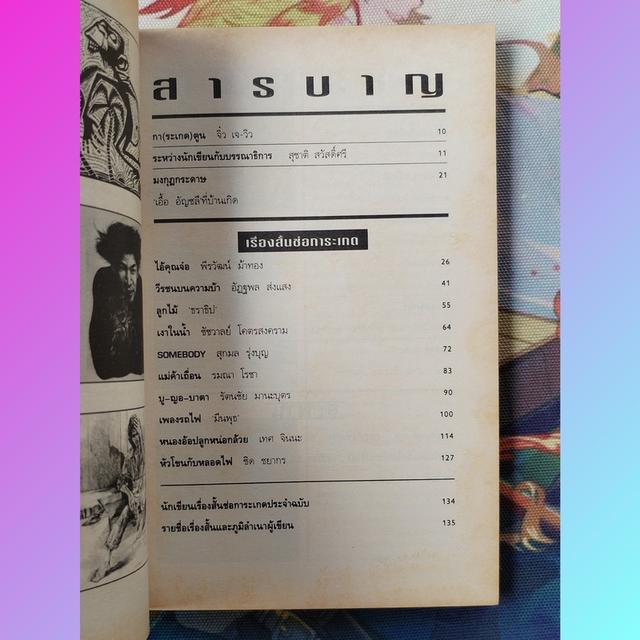 สารบาญ
กา(ระเกด)ตูน จิ๋ว เจ-วิว 10
ระหว่างนักเขียนกับบรรณาธิการ สุชาติ สวัสดิ์ศรี 11
มงกุฎกระดาษ 21
'เอื้อ อัญชลี'ที่บ้านเกิด
เรื่องสั้นช่อการะเกด
ไอ้คุณจ๋อ พีรวัฒน์ ม้าทอง 26
วีรชนบนความบ้า อัฏฐพล ส่งแสง 41
ลูกไม้ 'ธราธิป' 55
เงาในน้ำ ชัชวาลย์ โคตรสงคราม 64
SOMEBODY สุกมล รุ่งบุญ 72
แม่ค้าเถื่อน รมณา โรชา 83
บู-ญอ-บาตา รัตนชัย มานะบุตร 90
เพลงรถไฟ 'มีนพุธ' 100
หนองอ้อปลูกหน่อกล้วย เทศ จินนะ 114
หัวโขนกับหลอดไฟ ชิด ชยากร 127
นักเขียนเรื่องสั้นช่อการะเกดประจำฉบับ 134
รายชื่อเรื่องสั้นและภูมิลำเนาผู้เขียน 135